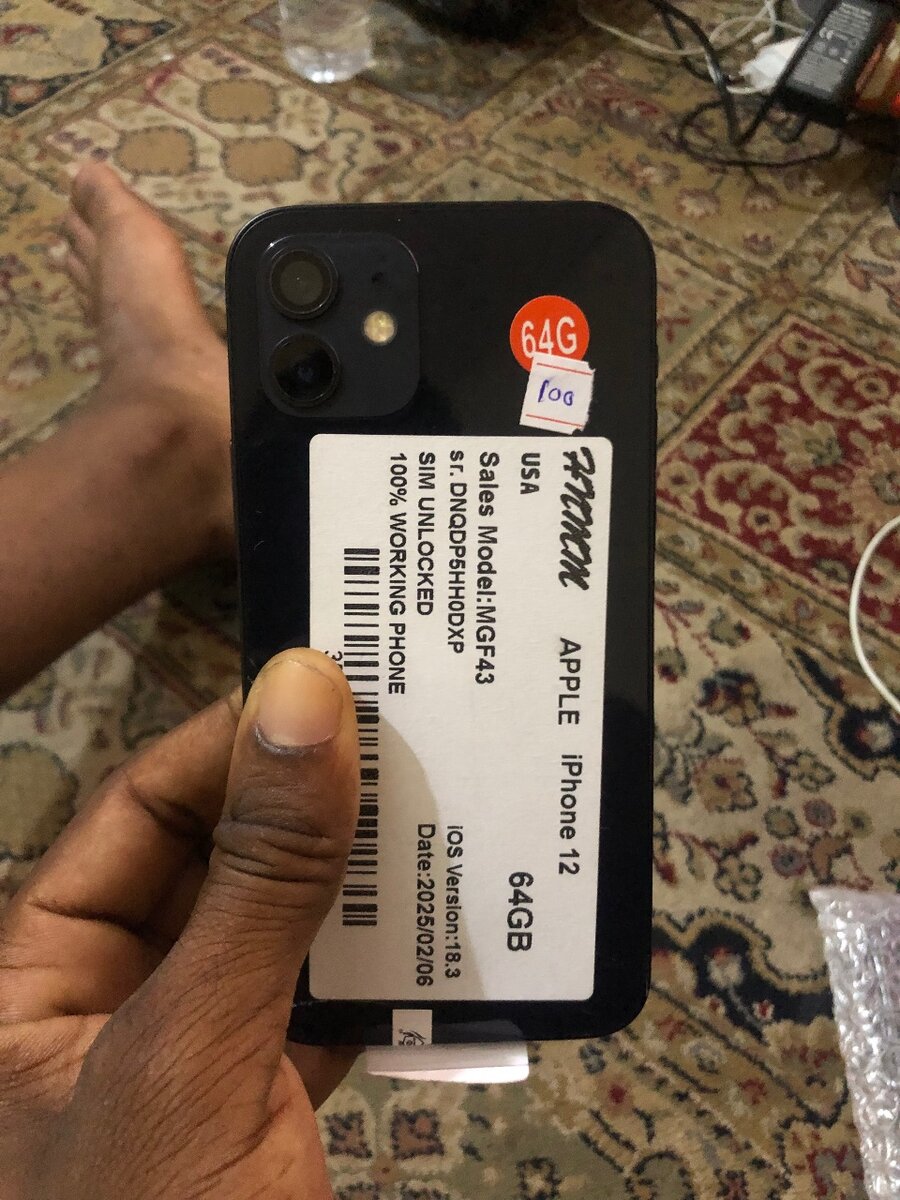 64G
100
APPLE iPhone 12
USA
64GB
Sales Model:MGF43
sr. DNQDP5HH0DXP
iOS Version:18.3
SIM UNLOCKED
Date:2025/02/06
100% WORKING PHONE